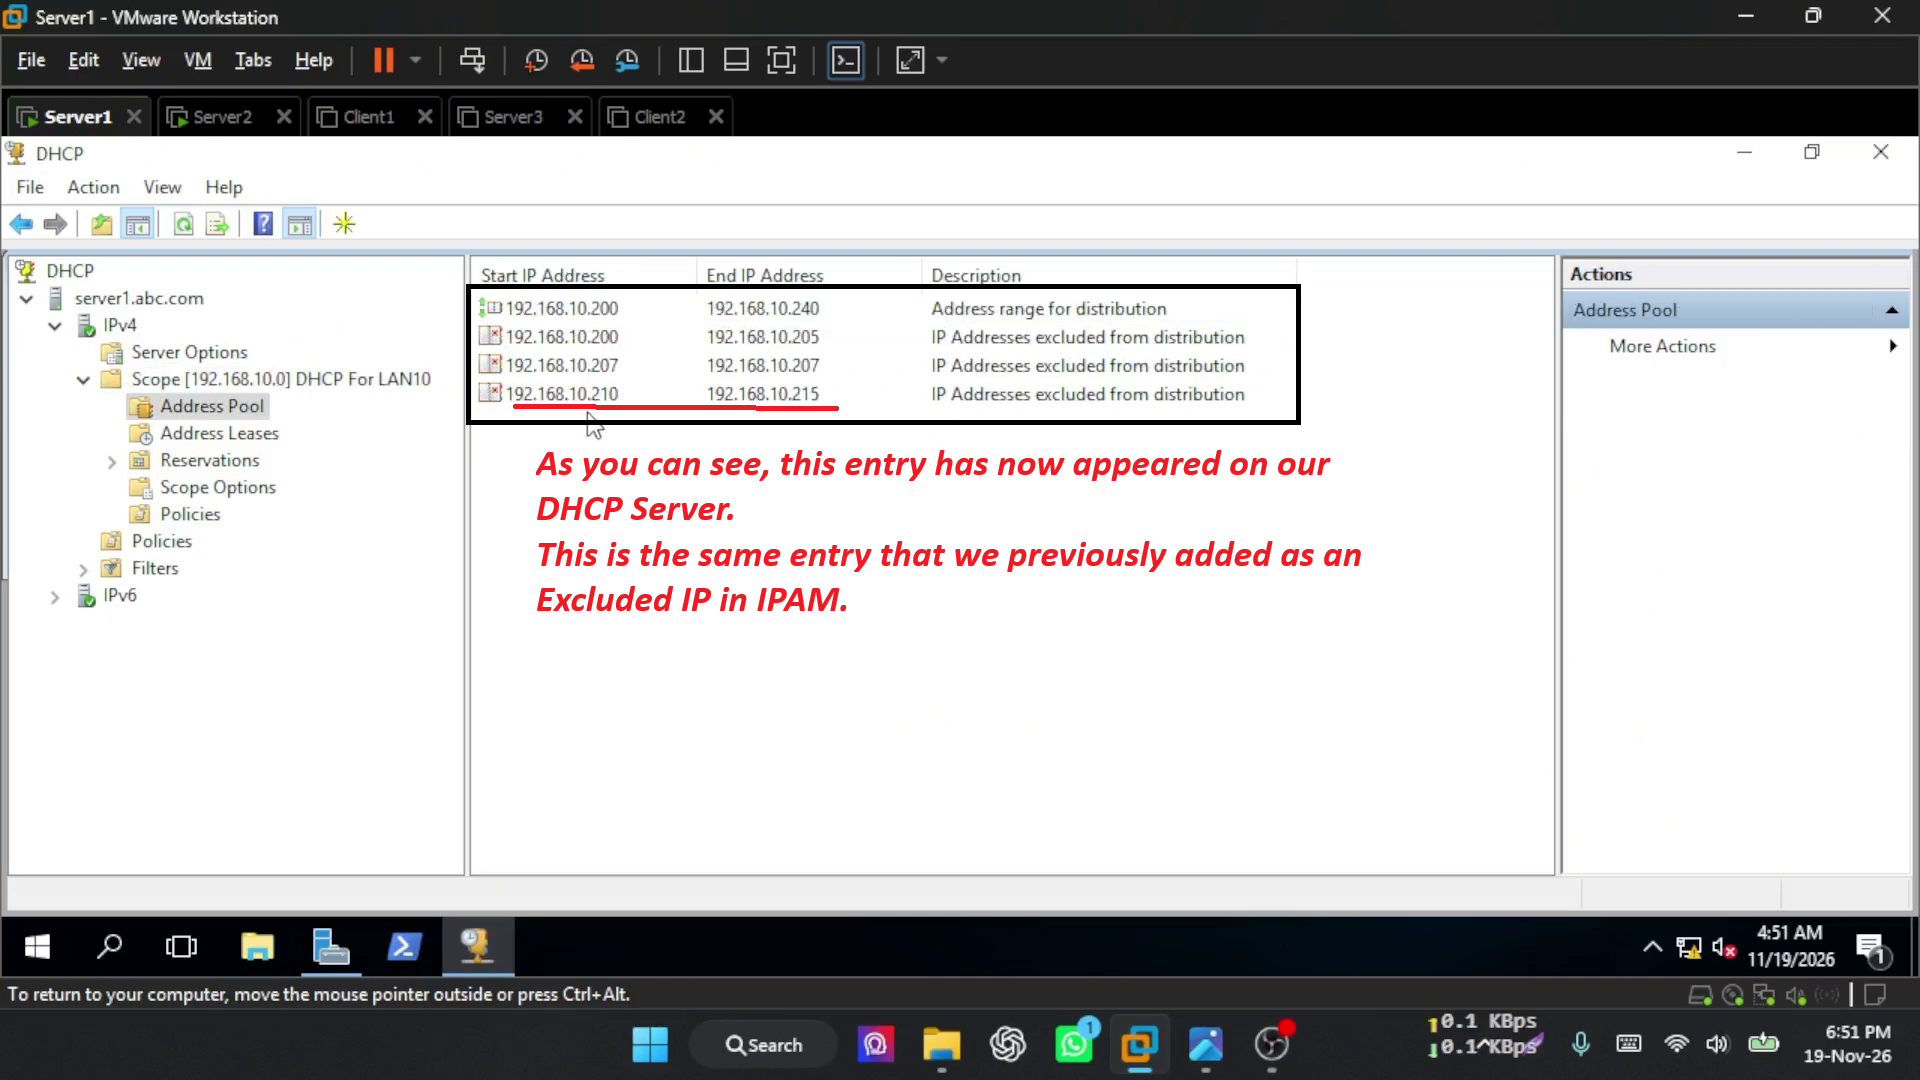 Server1 - VMware Workstation
File Edit View VM Tabs Help
Server1 Server2 Client1 Server3 Client2
DHCP
File Action View Help
DHCP
server1.abc.com
IPv4
Server Options
Scope [192.168.10.0] DHCP For LAN10
Address Pool
Address Leases
Reservations
Scope Options
Policies
Policies
Filters
IPv6
Start IP Address End IP Address Description
192.168.10.200 192.168.10.240 Address range for distribution
192.168.10.200 192.168.10.205 IP Addresses excluded from distribution
192.168.10.207 192.168.10.207 IP Addresses excluded from distribution
192.168.10.210 192.168.10.215 IP Addresses excluded from distribution
As you can see, this entry has now appeared on our
DHCP Server.
This is the same entry that we previously added as an
Excluded IP in IPAM.
Actions
Address Pool
More Actions
4:51 AM
11/19/2026
1
To return to your computer, move the mouse pointer outside or press Ctrl+Alt.
Search
1
0.1 KBps
0.1 KBps
6:51 PM
19-Nov-26